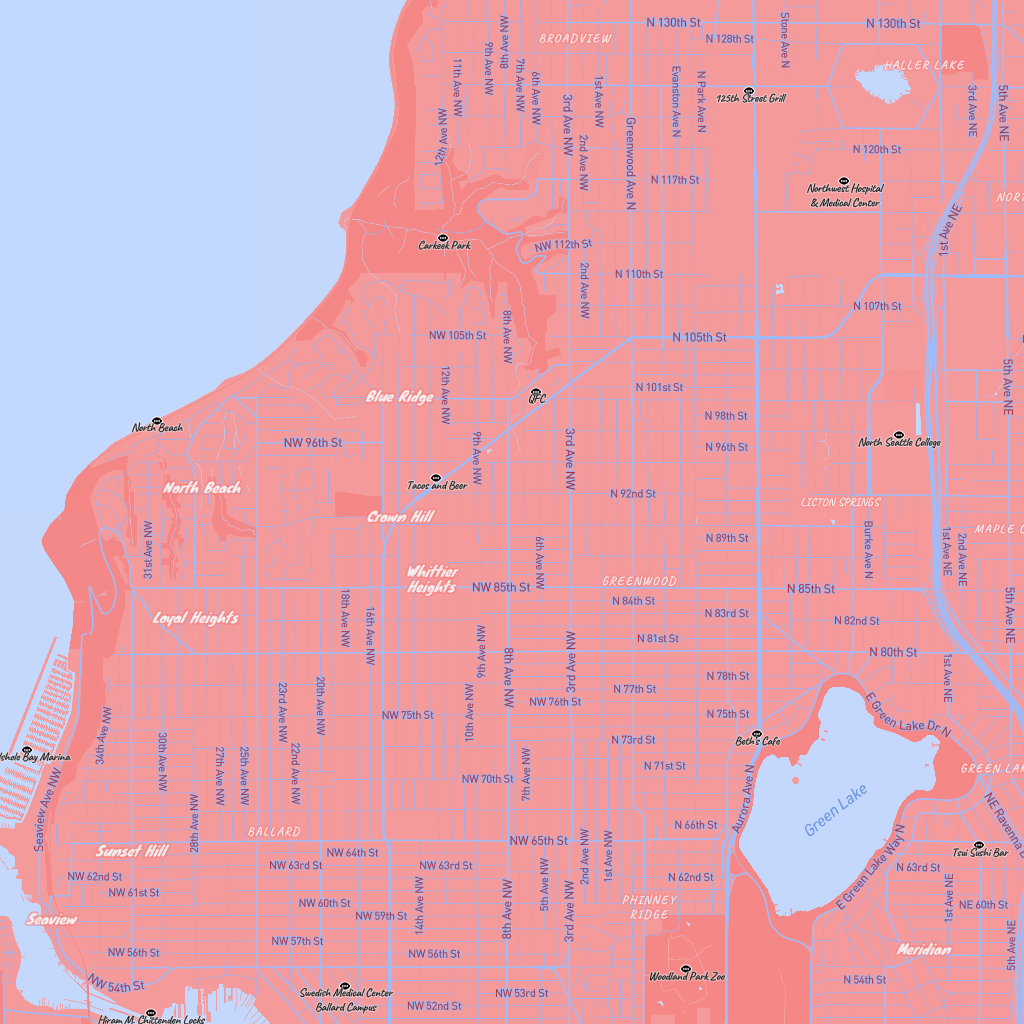 N 130th St
N 130th St
8th Ave NW
Stone Ave N
BROADVIEW
N 128th St
9th Ave NW
HALLER LAKE
11th Ave NW
7th Ave NW
6th Ave NW
1st Ave NW
Evanston Ave N
N Park Ave N
125th Street Grill
3rd Ave NE
5th Ave NE
12th Ave NW
3rd Ave NW
2nd Ave NW
Greenwood Ave N
N 120th St
N 117th St
Northwest Hospital
& Medical Center
NORT
Carkeek Park
NW 112th St
1st Ave NE
N 110th St
2nd Ave NW
N 107th St
8th Ave NW
NW 105th St
N 105th St
12th Ave NW
Blue Ridge
QFC
N 101st St
5th Ave NE
North Beach
N 98th St
NW 96th St
9th Ave NW
3rd Ave NW
N 96th St
North Seattle College
North Beach
Tacos and Beer
N 92nd St
LICTON SPRINGS
Crown Hill
MAPLE
31st Ave NW
6th Ave NW
N 89th St
Burke Ave N
1st Ave NE
2nd Ave NE
Whittier
Heights
GREENWOOD
NW 85th St
N 85th St
N 84th St
18th Ave NW
16th Ave NW
Loyal Heights
N 83rd St
N 82nd St
5th Ave NE
9th Ave NW
N 81st St
N 80th St
8th Ave NW
3rd Ave NW
1st Ave NE
N 78th St
N 77th St
23rd Ave NW
20th Ave NW
10th Ave NW
NW 76th St
34th Ave NW
NW 75th St
N 75th St
E Green Lake Dr N
30th Ave NW
N 73rd St
Beth's Cafe
shole Bay Marina
27th Ave NW
25th Ave NW
22nd Ave NW
7th Ave NW
N 71st St
GREEN LAK
NW 70th St
Seaview Ave NW
Aurora Ave N
Green Lake
28th Ave NW
N 66th St
NE Ravenna
BALLARD
NW 65th St
Sunset Hill
NW 64th St
2nd Ave NW
1st Ave NW
Tsui Sushi Bar
NW 63rd St
NW 63rd St
N 63rd St
NW 62nd St
N 62nd St
E Green Lake Way N
5th Ave NW
NW 61st St
14th Ave NW
8th Ave NW
3rd Ave NW
PHINNEY
RIDGE
1st Ave NE
NW 60th St
NE 60th St
Seaview
NW 59th St
NW 57th St
5th Ave NE
NW 56th St
NW 56th St
Meridian
Woodland Park Zoo
NW 54th St
N 54th St
Swedish Medical Center
Ballard Campus
NW 53rd St
NW 52nd St
Hiram M. Chittenden Locks